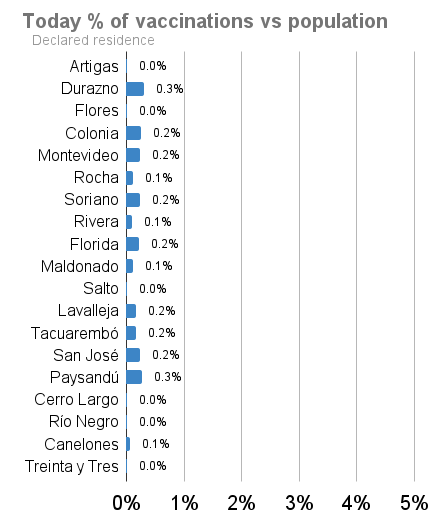 Today % of vaccinations vs population
Declared residence
Artigas 0.0%
Durazno 0.3%
Flores 0.0%
Colonia 0.2%
Montevideo 0.2%
Rocha 0.1%
Soriano 0.2%
Rivera 0.1%
Florida 0.2%
Maldonado 0.1%
Salto 0.0%
Lavalleja 0.2%
Tacuarembó 0.2%
San José 0.2%
Paysandú 0.3%
Cerro Largo 0.0%
Río Negro 0.0%
Canelones 0.1%
Treinta y Tres 0.0%
0% 1% 2% 3% 4% 5%